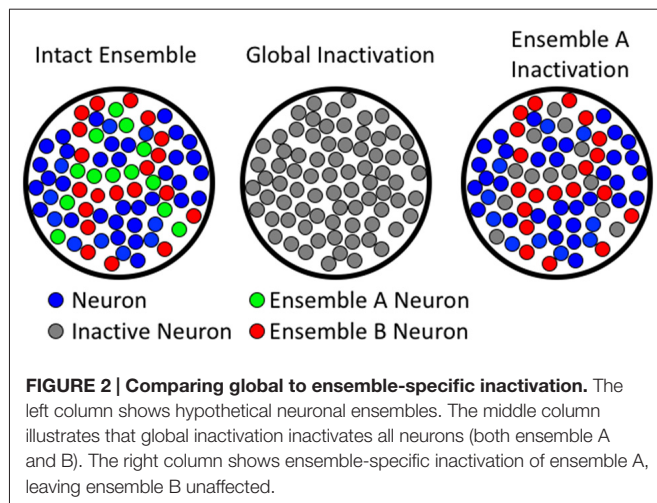 Intact Ensemble
Global Inactivation
Ensemble A
Inactivation
Neuron
Ensemble A Neuron
Inactive Neuron
Ensemble B Neuron
FIGURE 2 | Comparing global to ensemble-specific inactivation. The
left column shows hypothetical neuronal ensembles. The middle column
illustrates that global inactivation inactivates all neurons (both ensemble A
and B). The right column shows ensemble-specific inactivation of ensemble A,
leaving ensemble B unaffected.